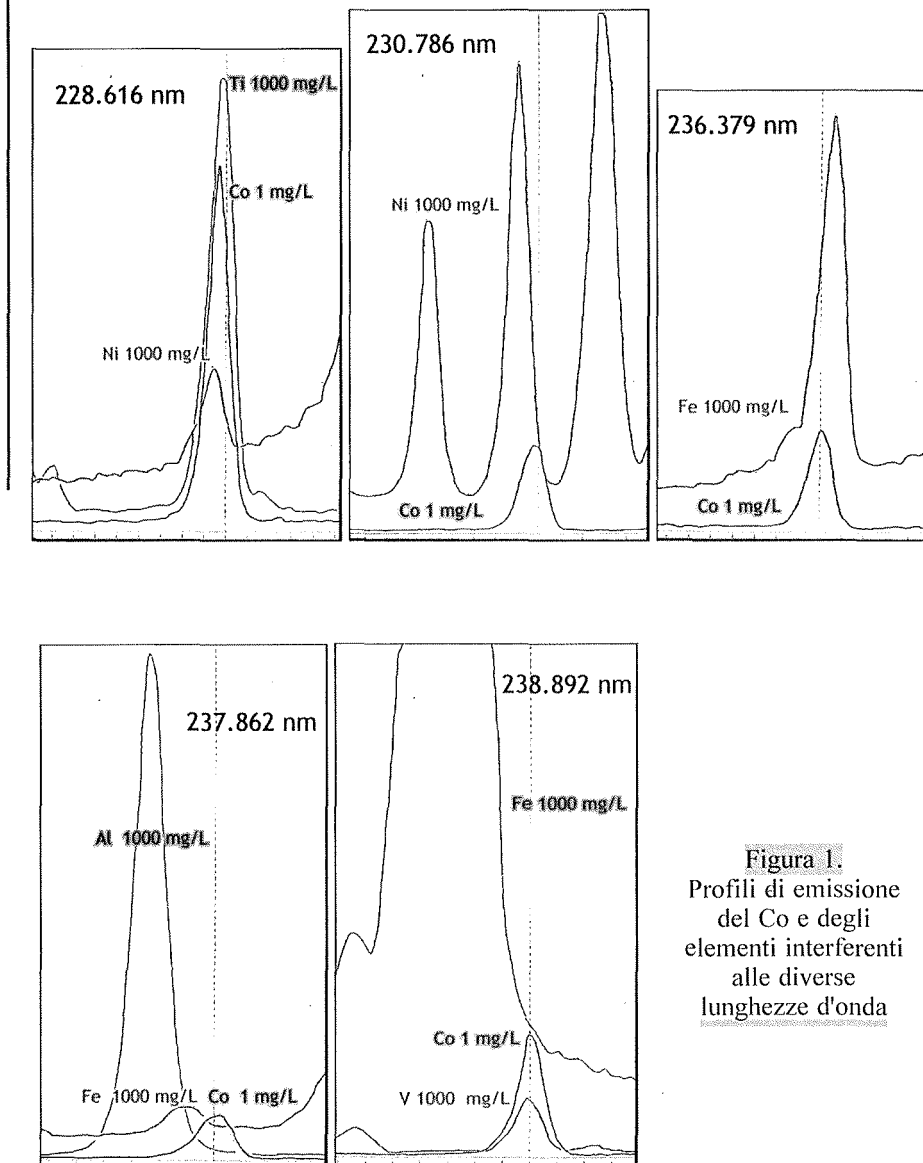 228.616 nm
Ti 1000 mg/L
Co 1 mg/L
Ni 1000 mg/L
230.786 nm
Ni 1000 mg/L
Co 1 mg/L
236.379 nm
Fe 1000 mg/L
Co 1 mg/L
237.862 nm
Al 1000 mg/L
Fe 1000 mg/L
Co 1 mg/L
238.892 nm
Fe 1000 mg/L
Co 1 mg/L
V 1000 mg/L
Figura 1.
Profili di emissione
del Co e degli
elementi interferenti
alle diverse
lunghezze d'onda